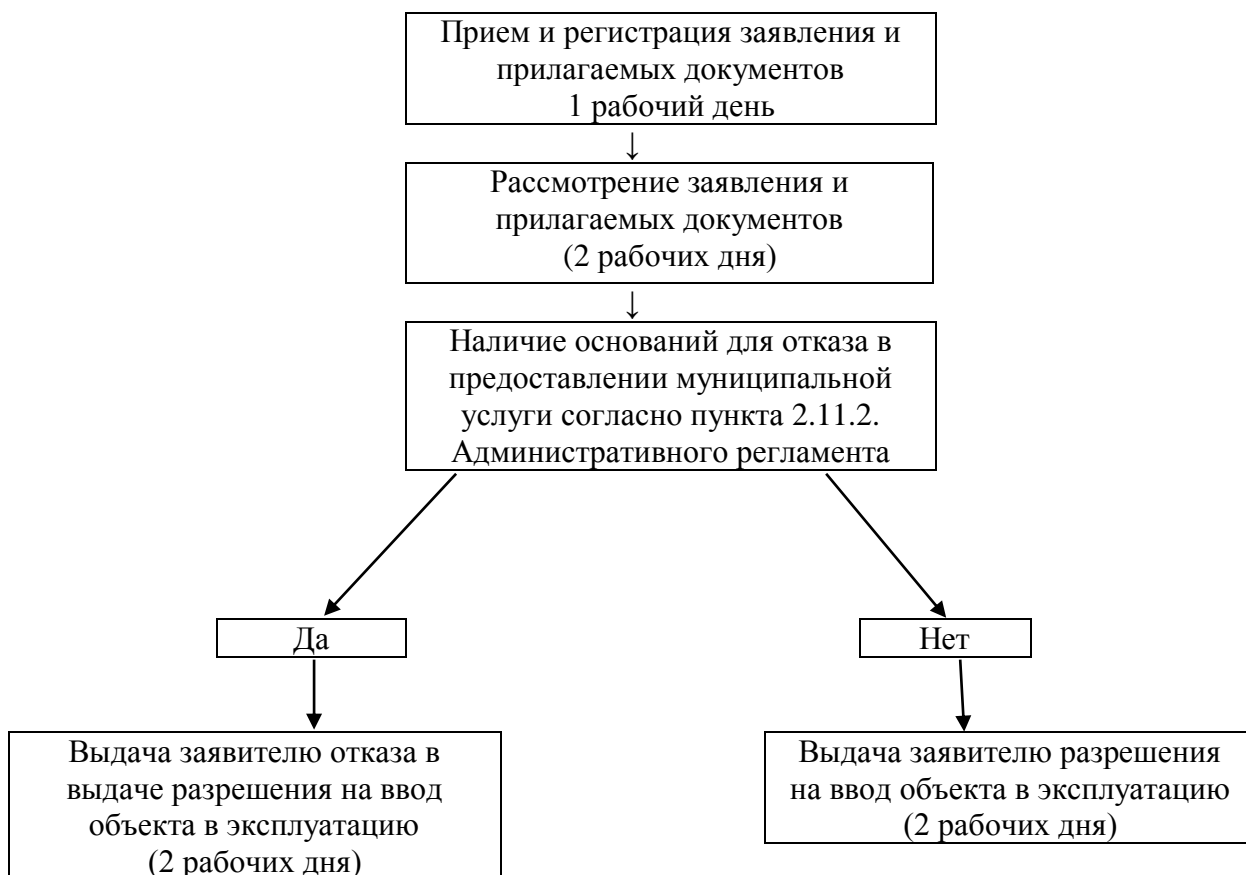 Прием и регистрация заявления и
прилагаемых документов
1 рабочий день
↓
Рассмотрение заявления и
прилагаемых документов
(2 рабочих дня)
↓
Наличие оснований для отказа в
предоставлении муниципальной
услуги согласно пункта 2.11.2.
Административного регламента
Да
Нет
Выдача заявителю отказа в
выдаче разрешения на ввод
объекта в эксплуатацию
(2 рабочих дня)
Выдача заявителю разрешения
на ввод объекта в эксплуатацию
(2 рабочих дня)